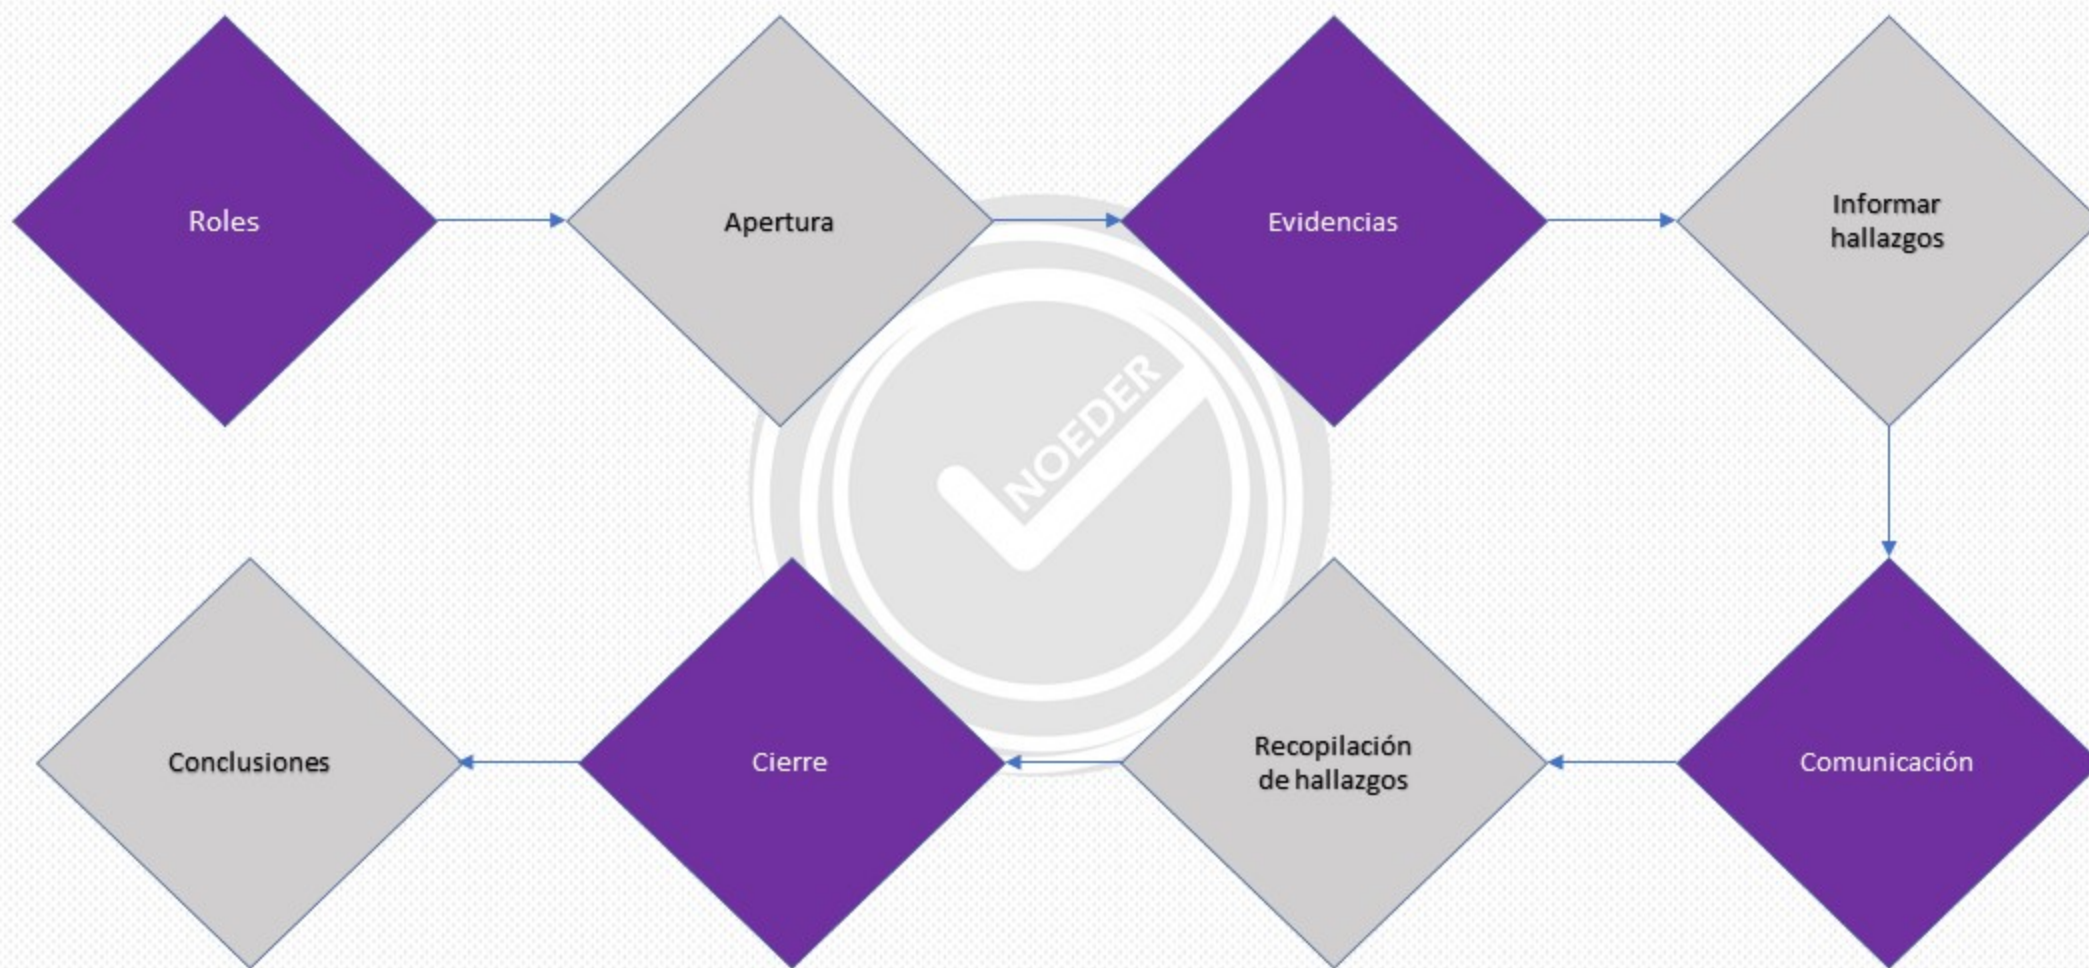 Roles
Apertura
Evidencias
Informar
hallazgos
NOEDER
Conclusiones
Cierre
Recopilación
de hallazgos
Comunicación